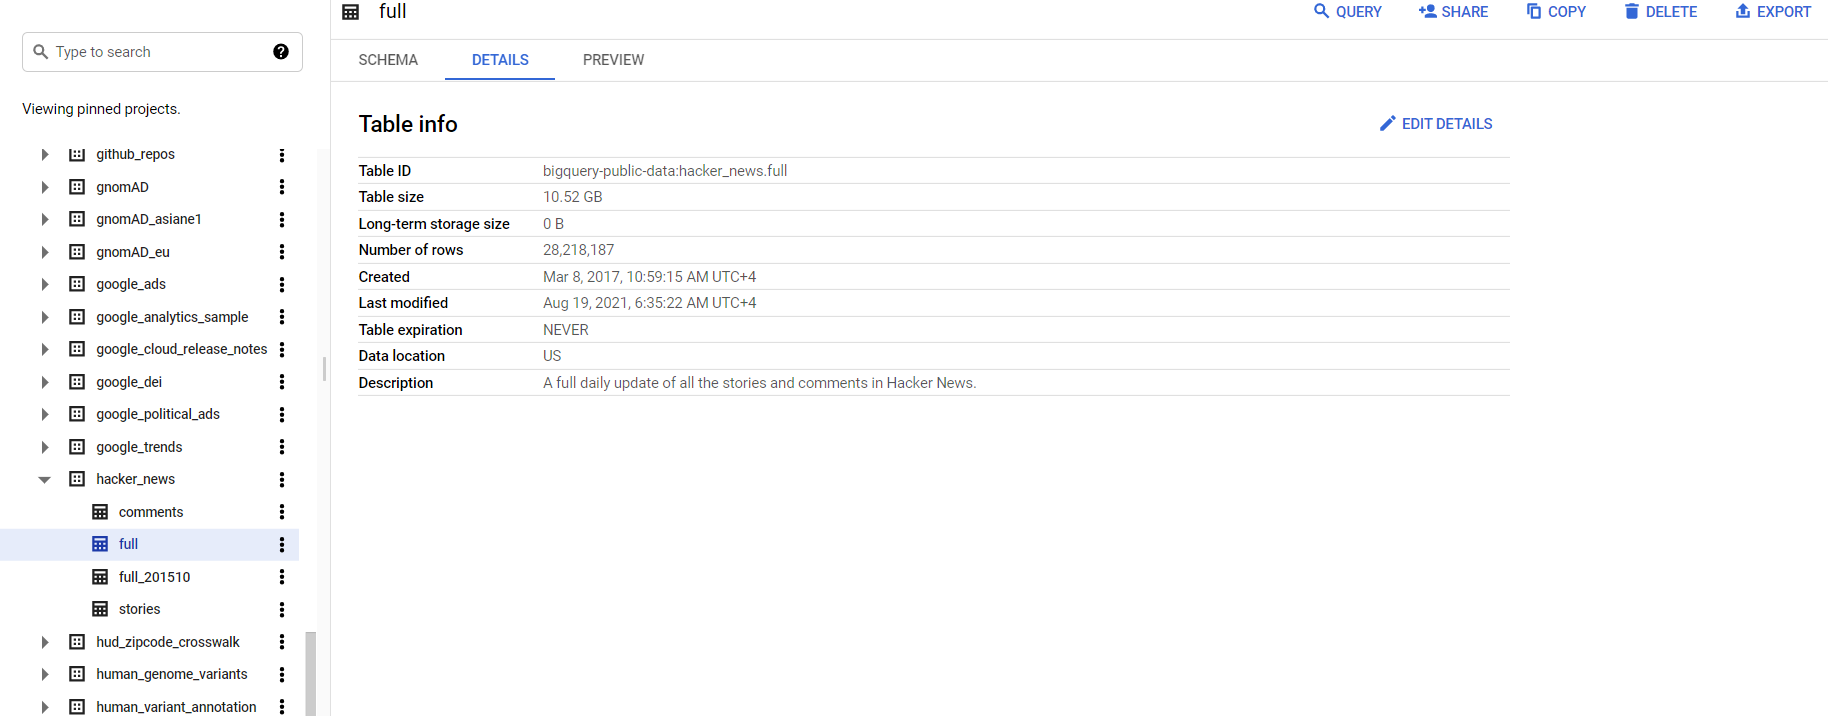 full
QUERY
SHARE
COPY
DELETE
EXPORT
Type to search
SCHEMA
DETAILS
PREVIEW
Viewing pinned projects.
github_repos
gnomAD
gnomAD_asiane1
gnomAD_eu
google_ads
google_analytics_sample
google_cloud_release_notes
google_dei
google_political_ads
google_trends
hacker_news
comments
full
full_201510
stories
hud_zipcode_crosswalk
human_genome_variants
human_variant_annotation
Table info
EDIT DETAILS
Table ID bigquery-public-data:hacker_news.full
Table size 10.52 GB
Long-term storage size 0 B
Number of rows 28,218,187
Created Mar 8, 2017, 10:59:15 AM UTC+4
Last modified Aug 19, 2021, 6:35:22 AM UTC+4
Table expiration NEVER
Data location US
Description A full daily update of all the stories and comments in Hacker News.